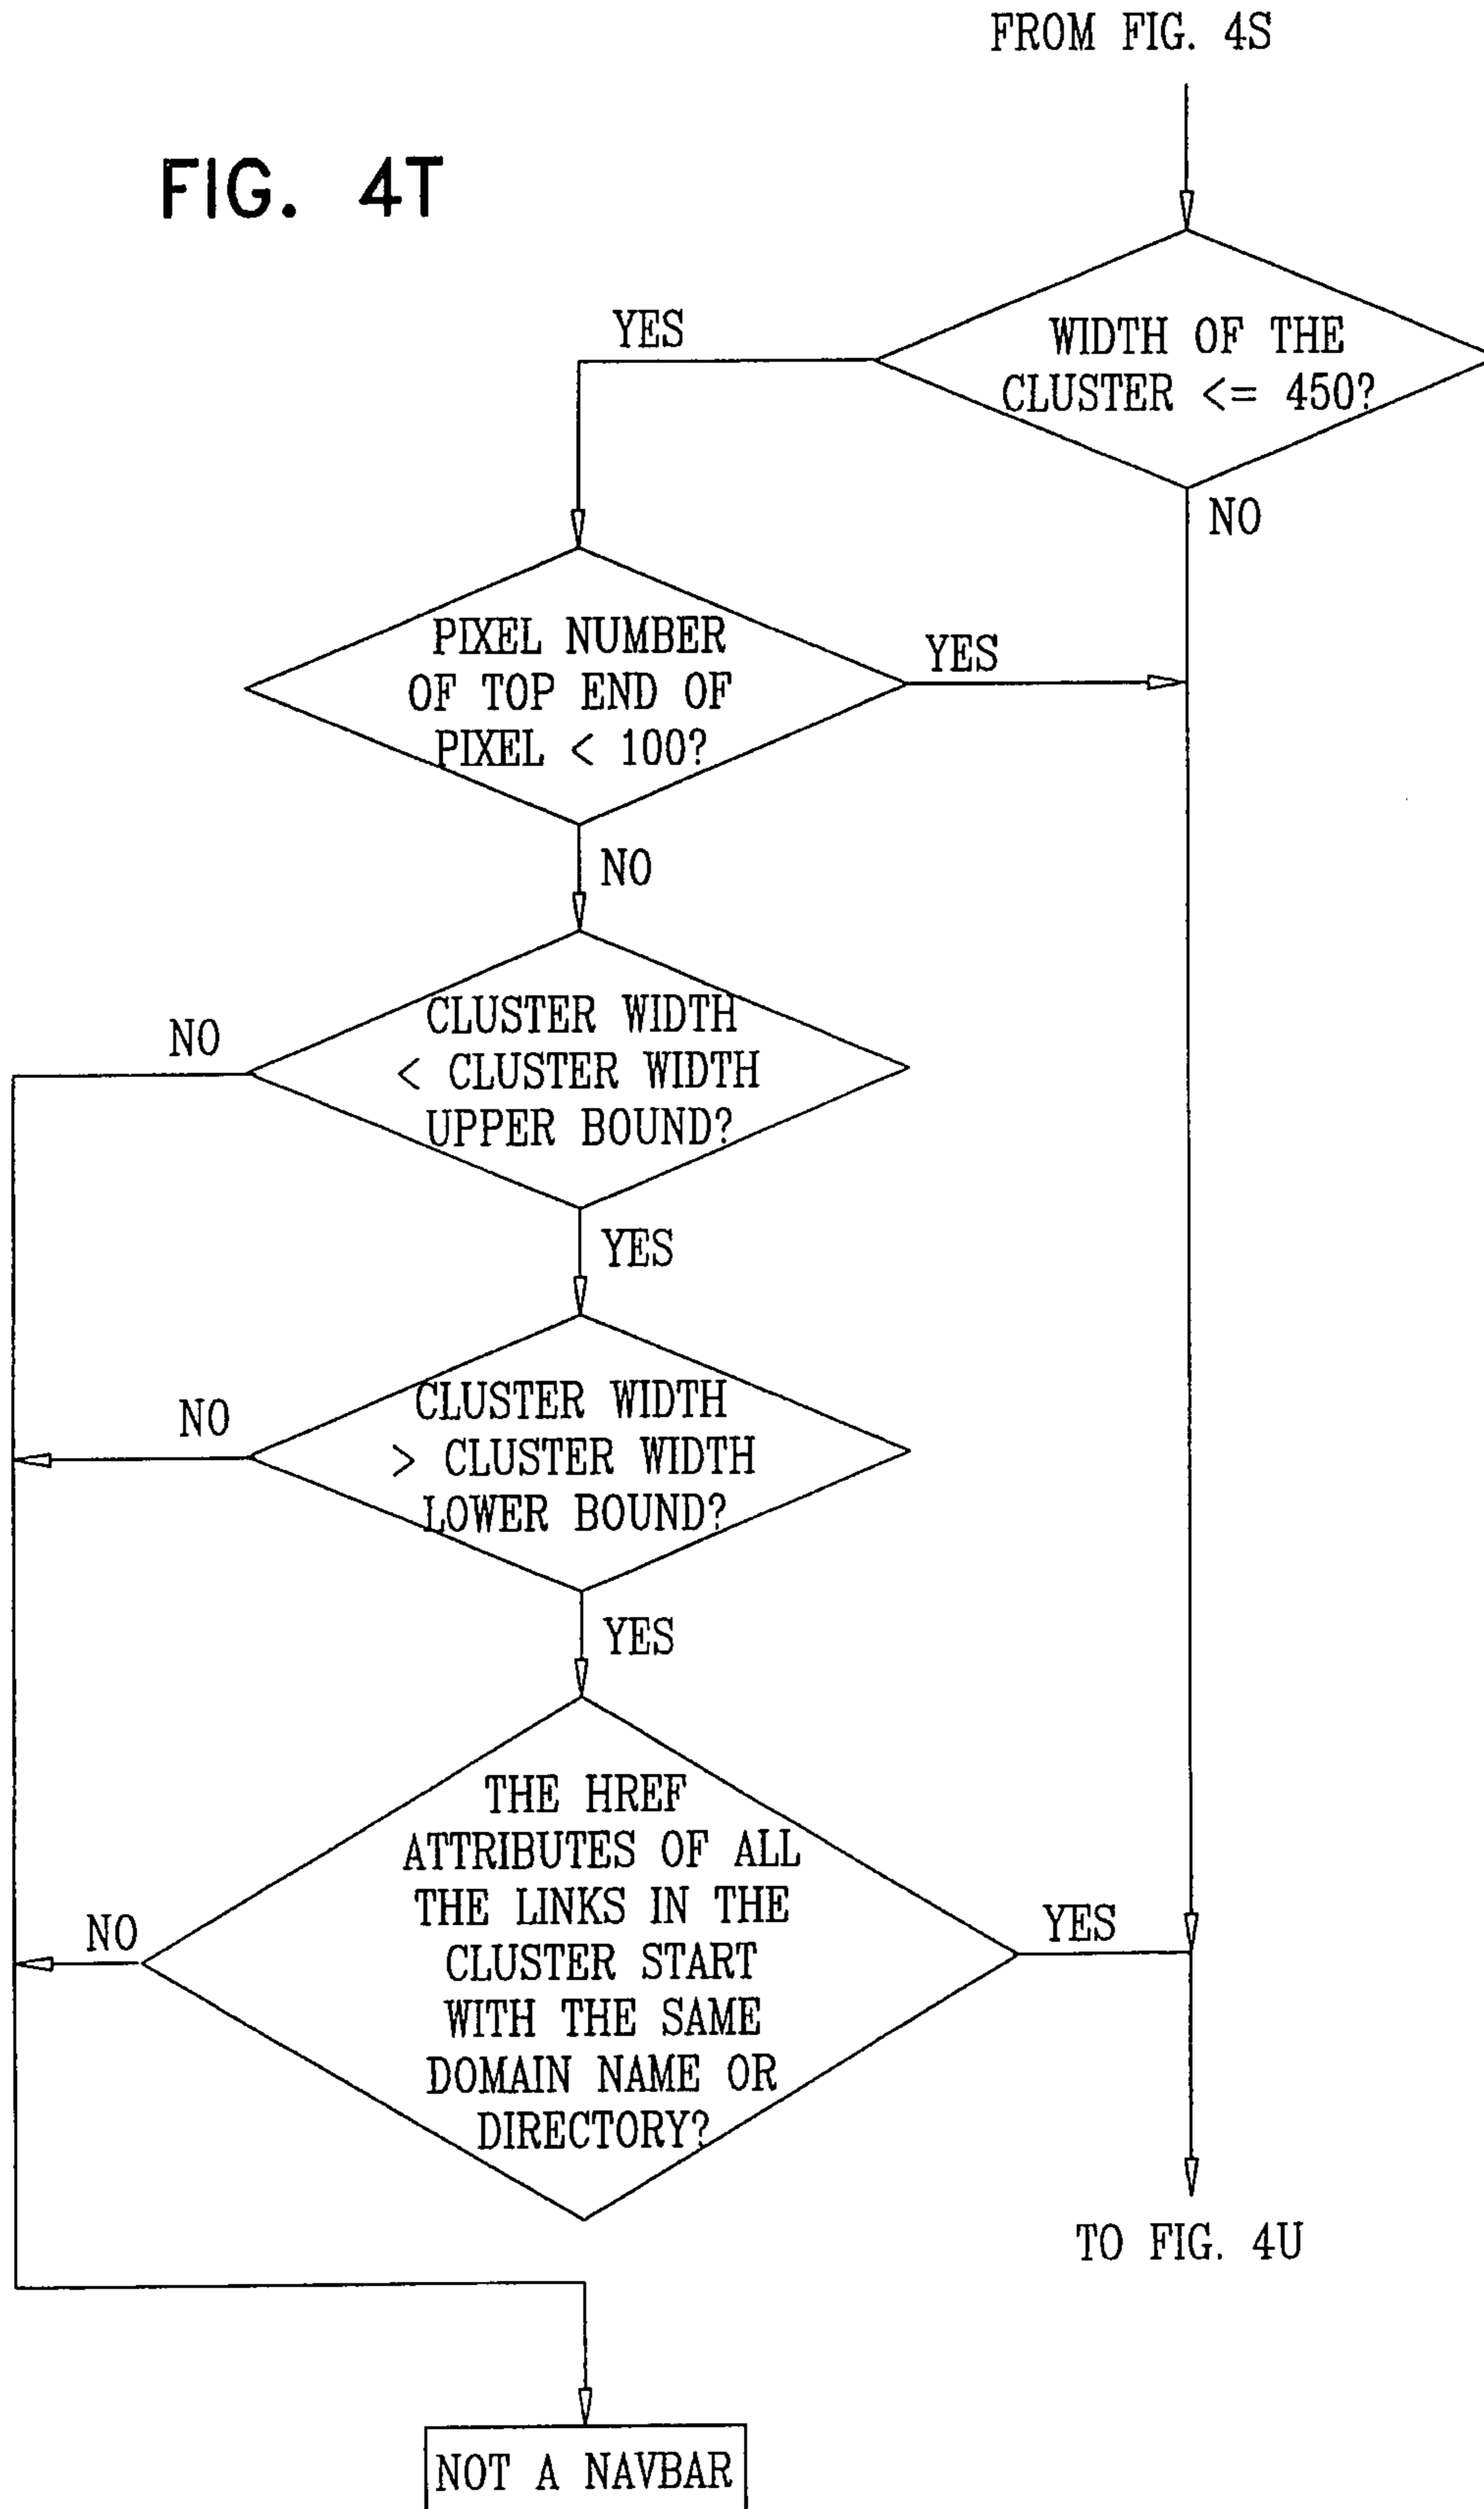 FROM FIG. 4S
FIG. 4T
WIDTH OF THE
CLUSTER <= 450?
YES
NO
PIXEL NUMBER
OF TOP END OF
PIXEL < 100?
YES
NO
CLUSTER WIDTH
< CLUSTER WIDTH
UPPER BOUND?
NO
YES
CLUSTER WIDTH
> CLUSTER WIDTH
LOWER BOUND?
NO
YES
THE HREF
ATTRIBUTES OF ALL
THE LINKS IN THE
CLUSTER START
WITH THE SAME
DOMAIN NAME OR
DIRECTORY?
NO
YES
TO FIG. 4U
NOT A NAVBAR